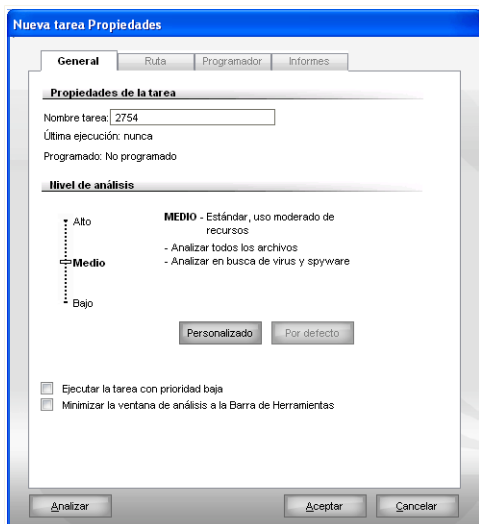 Nueva tarea Propiedades
General Ruta Programador Informes
Propiedades de la tarea
Nombre tarea: 2754
Última ejecución: nunca
Programado: No programado
Nivel de análisis
Alto
Medio
Bajo
MEDIO - Estándar, uso moderado de
recursos
- Analizar todos los archivos
- Analizar en busca de virus y spyware
Personalizado Por defecto
Ejecutar la tarea con prioridad baja
Minimizar la ventana de análisis a la Barra de Herramientas
Analizar Aceptar Cancelar